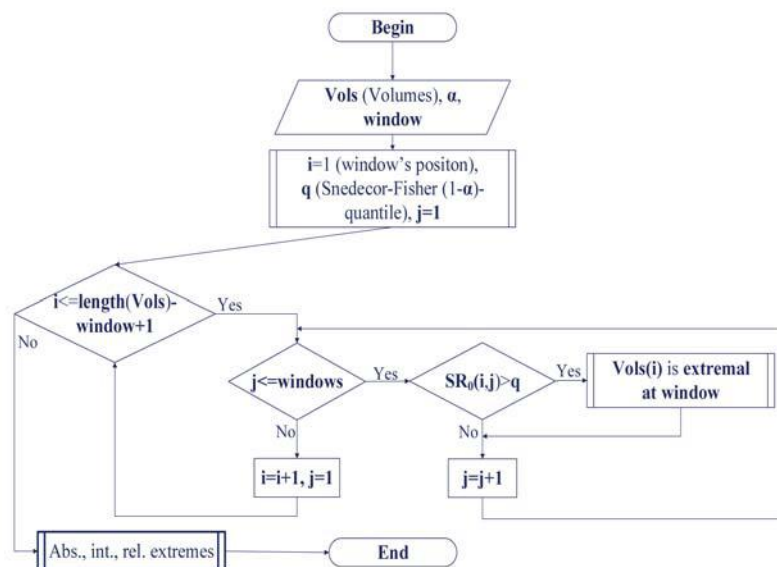 Begin
Vols (Volumes), α,
window
i=1 (window's positon),
q (Snedecor-Fisher (1-α)-
quantile), j=1
i<=length(Vols)-
window+1
Yes
No
j<=windows
Yes
No
SR₀(i,j)>q
Yes
No
Vols(i) is extremal
at window
i=i+1, j=1
j=j+1
Abs., int., rel. extremes
End